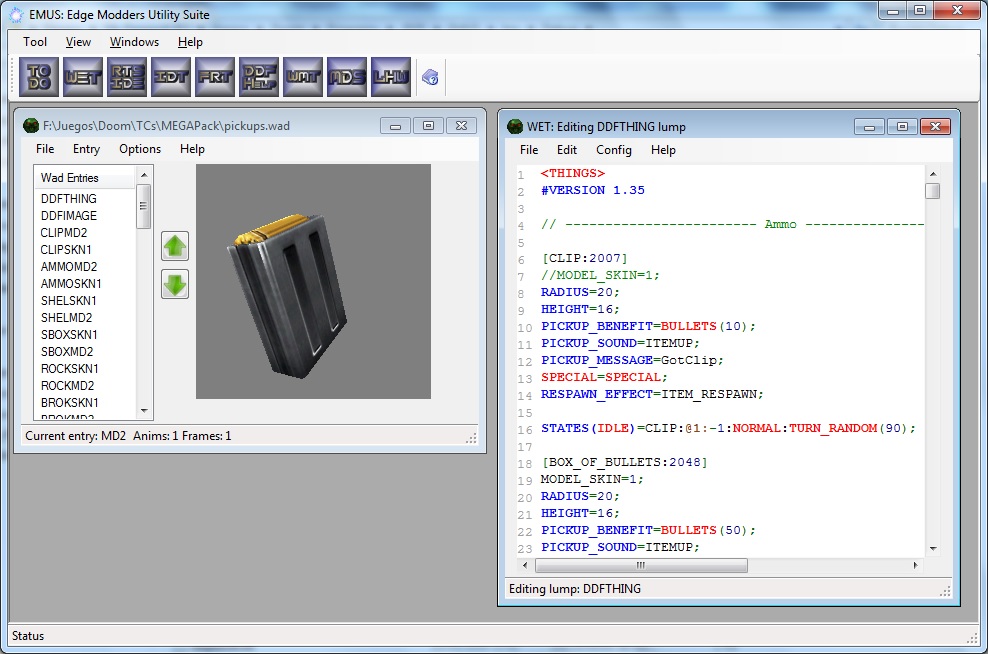 EMUS: Edge Modders Utility Suite
Tool View Windows Help
TO DO WET RTS IDE IDT FRT DDF HELP WMT MDS LHU
F:\Juegos\Doom\TCs\MEGAPack\pickups.wad
File Entry Options Help
Wad Entries
DDFTHING
DDFIMAGE
CLIPMD2
CLIPSKN1
AMMOMD2
AMMOSKN1
SHELSKN1
SHELMD2
SBOXSKN1
SBOXMD2
ROCKSKN1
ROCKMD2
BROKSKN1
BROKMD2
Current entry: MD2 Anims: 1 Frames: 1
WET: Editing DDFTHING lump
File Edit Config Help
1 <THINGS>
2 #VERSION 1.35
3
4 // ------------------------- Ammo ----------------
5
6 [CLIP:2007]
7 //MODEL_SKIN=1;
8 RADIUS=20;
9 HEIGHT=16;
10 PICKUP_BENEFIT=BULLETS(10);
11 PICKUP_SOUND=ITEMUP;
12 PICKUP_MESSAGE=GotClip;
13 SPECIAL=SPECIAL;
14 RESPAWN_EFFECT=ITEM_RESPAWN;
15
16 STATES(IDLE)=CLIP:@1:-1:NORMAL:TURN_RANDOM(90);
17
18 [BOX_OF_BULLETS:2048]
19 MODEL_SKIN=1;
20 RADIUS=20;
21 HEIGHT=16;
22 PICKUP_BENEFIT=BULLETS(50);
23 PICKUP_SOUND=ITEMUP;
Editing lump: DDFTHING
Status